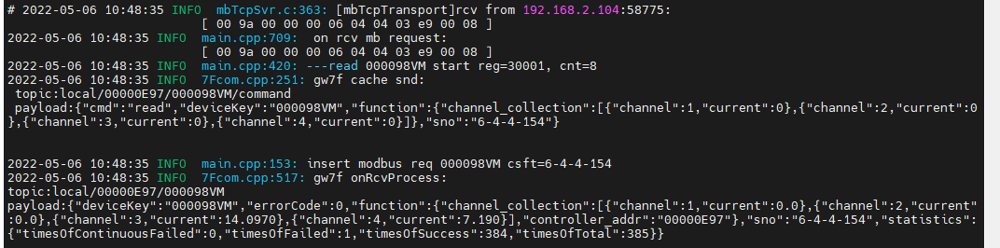 # 2022-05-06 10:48:35 INFO  mbTcpSvr.c:363: [mbTcpTransport]rcv from 192.168.2.104:58775:
[ 00 9a 00 00 00 06 04 04 03 e9 00 08 ]
2022-05-06 10:48:35 INFO  main.cpp:709:  on rcv mb request:
[ 00 9a 00 00 00 06 04 04 03 e9 00 08 ]
2022-05-06 10:48:35 INFO  main.cpp:420: ---read 000098VM start reg=30001, cnt=8
2022-05-06 10:48:35 INFO  7Fcom.cpp:251: gw7f cache snd:
topic:local/00000E97/000098VM/command
payload:{"cmd":"read","deviceKey":"000098VM","function":{"channel_collection":[{"channel":1,"current":0},{"channel":2,"current":0
},{"channel":3,"current":0},{"channel":4,"current":0}]},"sno":"6-4-4-154"}
2022-05-06 10:48:35 INFO  main.cpp:153: insert modbus req 000098VM csft=6-4-4-154
2022-05-06 10:48:35 INFO  7Fcom.cpp:517: gw7f onRcvProcess:
topic:local/00000E97/000098VM
payload:{"deviceKey":"000098VM","errorCode":0,"function":{"channel_collection":[{"channel":1,"current":0.0},{"channel":2,"current"
:0.0},{"channel":3,"current":14.0970},{"channel":4,"current":7.190}],"controller_addr":"00000E97"},"sno":"6-4-4-154","statistics":
{"timesOfContinuousFailed":0,"timesOfFailed":1,"timesOfSuccess":384,"timesOfTotal":385}}